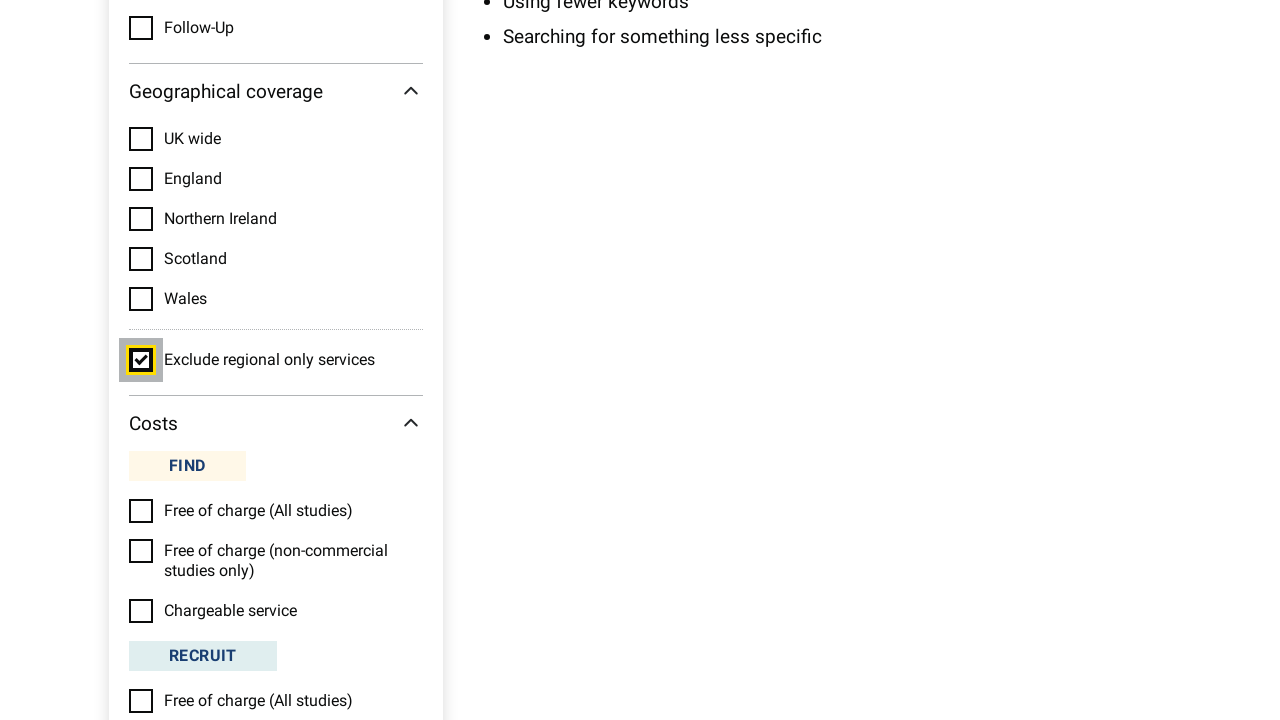 Using fewer keywords
Follow-Up
Searching for something less specific
Geographical coverage
UK wide
England
Northern Ireland
Scotland
Wales
Exclude regional only services
Costs
FIND
Free of charge (All studies)
Free of charge (non-commercial
studies only)
Chargeable service
RECRUIT
Free of charge (All studies)